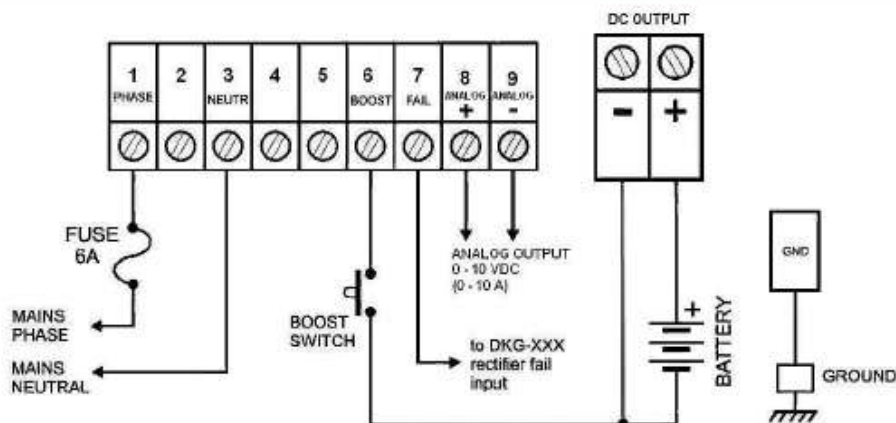 DC OUTPUT
1 2 3 4 5 6 7 8 9
PHASE NEUTR BOOST FAIL ANALOG ANALOG
+ -
- +
FUSE
6A
ANALOG OUTPUT
0 - 10 VDC
(0 - 10 A)
GND
MAINS
PHASE
BOOST
SWITCH
+
BATTERY
to DKG-XXX
rectifier fail
input
MAINS
NEUTRAL
GROUND